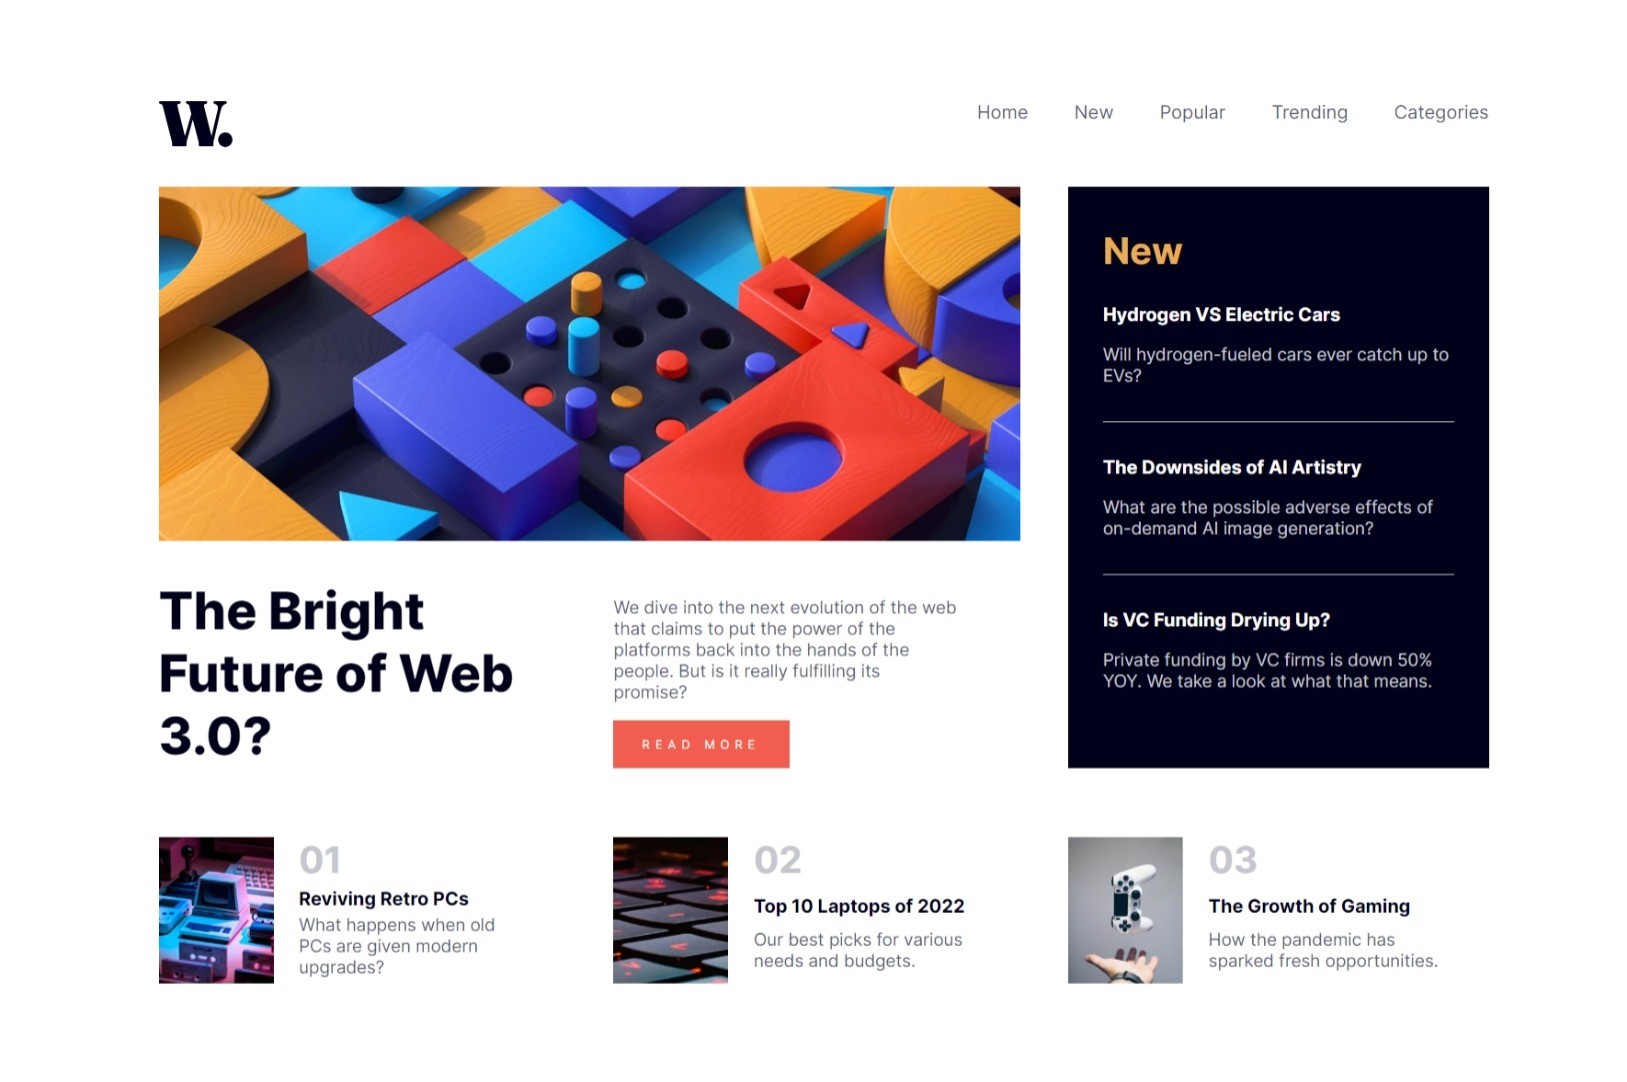 W.
Home New Popular Trending Categories
The Bright
Future of Web
3.0?
We dive into the next evolution of the web
that claims to put the power of the
platforms back into the hands of the
people. But is it really fulfilling its
promise?
READ MORE
New
Hydrogen VS Electric Cars
Will hydrogen-fueled cars ever catch up to
EVs?
The Downsides of AI Artistry
What are the possible adverse effects of
on-demand AI image generation?
Is VC Funding Drying Up?
Private funding by VC firms is down 50%
YOY. We take a look at what that means.
01
Reviving Retro PCs
What happens when old
PCs are given modern
upgrades?
02
Top 10 Laptops of 2022
Our best picks for various
needs and budgets.
03
The Growth of Gaming
How the pandemic has
sparked fresh opportunities.